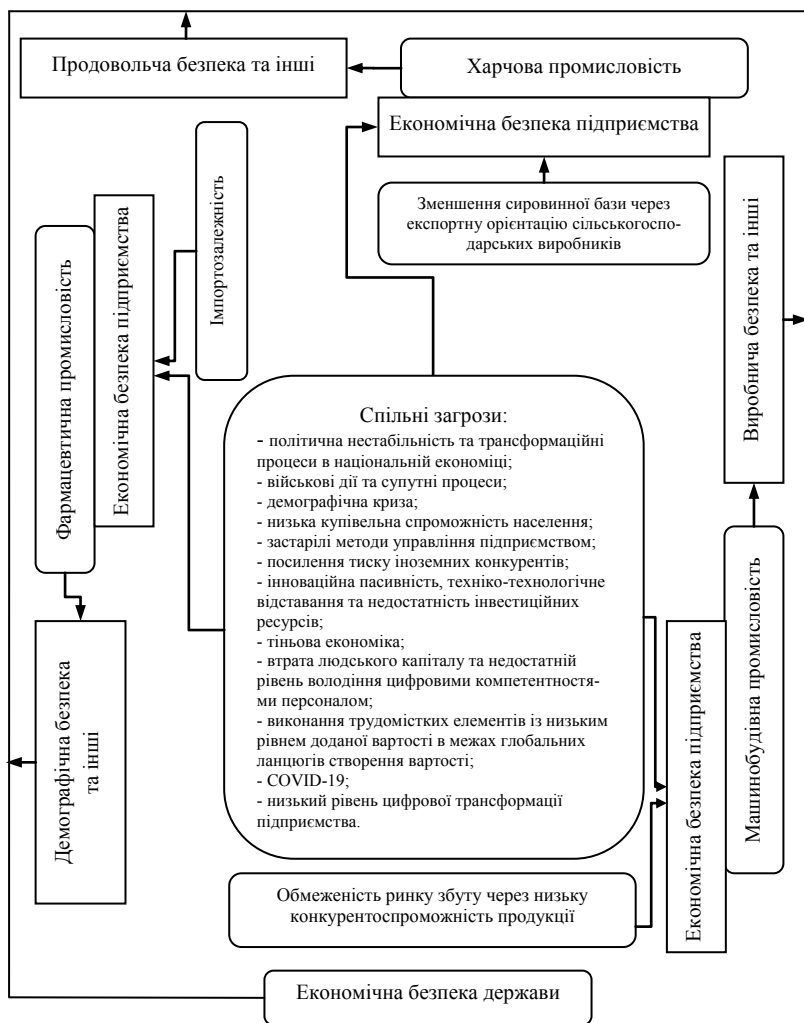 Продовольча безпека та інші
Харчова промисловість
Економічна безпека підприємства
Зменшення сировинної бази через
експортну орієнтацію сільськогоспо-
дарських виробників
Імпортозалежність
Економічна безпека підприємства
Фармацевтична промисловість
Виробнича безпека та інші
Спільні загрози:
- політична нестабільність та трансформаційні
процеси в національній економіці;
- військові дії та супутні процеси;
- демографічна криза;
- низька купівельна спроможність населення;
- застарілі методи управління підприємством;
- посилення тиску іноземних конкурентів;
- інноваційна пасивність, техніко-технологічне
відставання та недостатність інвестиційних
ресурсів;
- тіньова економіка;
- втрата людського капіталу та недостатній
рівень володіння цифровими компетентностя-
ми персоналом;
- виконання трудомістких елементів із низьким
рівнем доданої вартості в межах глобальних
ланцюгів створення вартості;
- COVID-19;
- низький рівень цифрової трансформації
підприємства.
Демографічна безпека
та інші
Економічна безпека підприємства
Машинобудівна промисловість
Обмеженість ринку збуту через низьку
конкурентоспроможність продукції
Економічна безпека держави